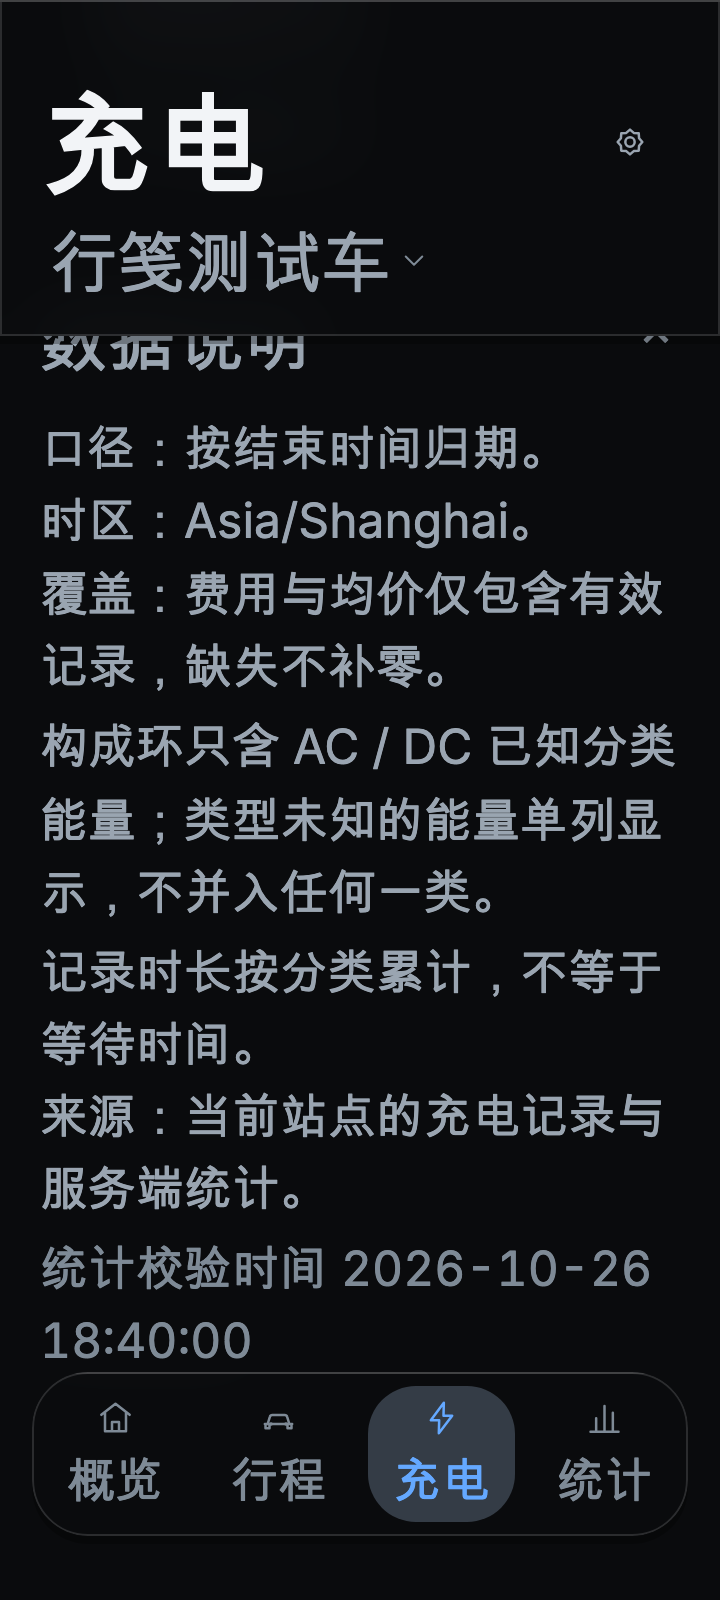 充电
行笺测试车
数据说明
口径：按结束时间归期。
时区：Asia/Shanghai。
覆盖：费用与均价仅包含有效
记录，缺失不补零。
构成环只含 AC / DC 已知分类
能量；类型未知的能量单列显
示，不并入任何一类。
记录时长按分类累计，不等于
等待时间。
来源：当前站点的充电记录与
服务端统计。
统计校验时间 2026-10-26
18:40:00
概览
行程
充电
统计